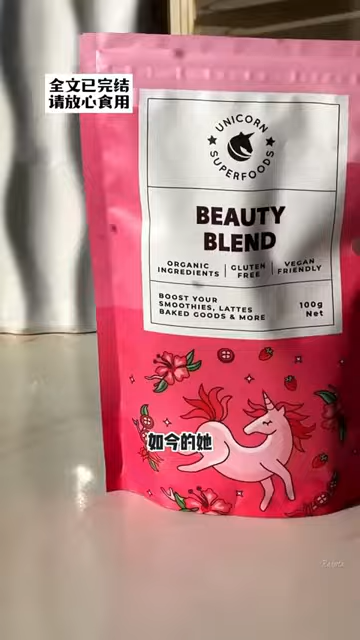 全文已完结
请放心食用
UNICORN
SUPERFOODS
BEAUTY
BLEND
ORGANIC
INGREDIENTS
GLUTEN
FREE
VEGAN
FRIENDLY
BOOST YOUR
SMOOTHIES, LATTES
BAKED GOODS & MORE
100g
Net
如今的她